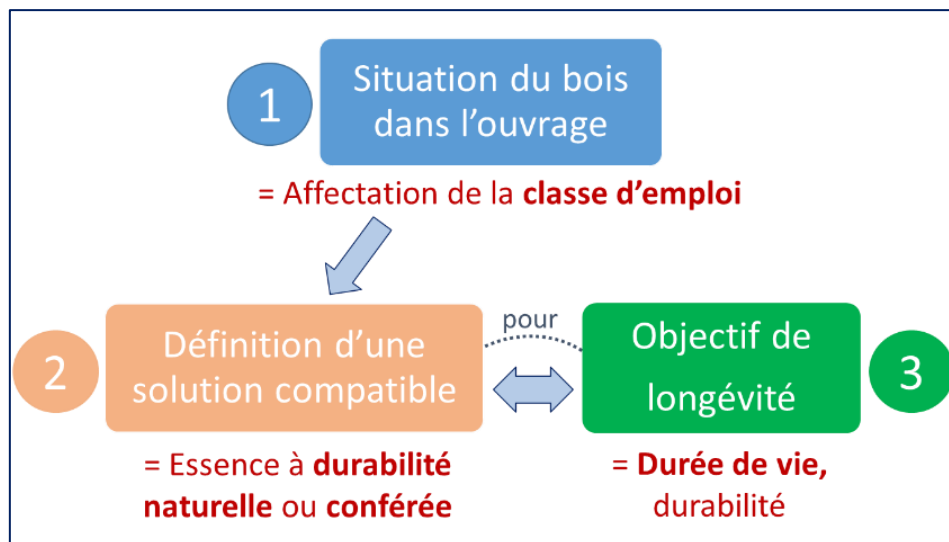 1
Situation du bois
dans l’ouvrage
= Affectation de la classe d’emploi
2
Définition d’une
solution compatible
pour
Objectif de
longévité
3
= Essence à durabilité
naturelle ou conférée
= Durée de vie,
durabilité